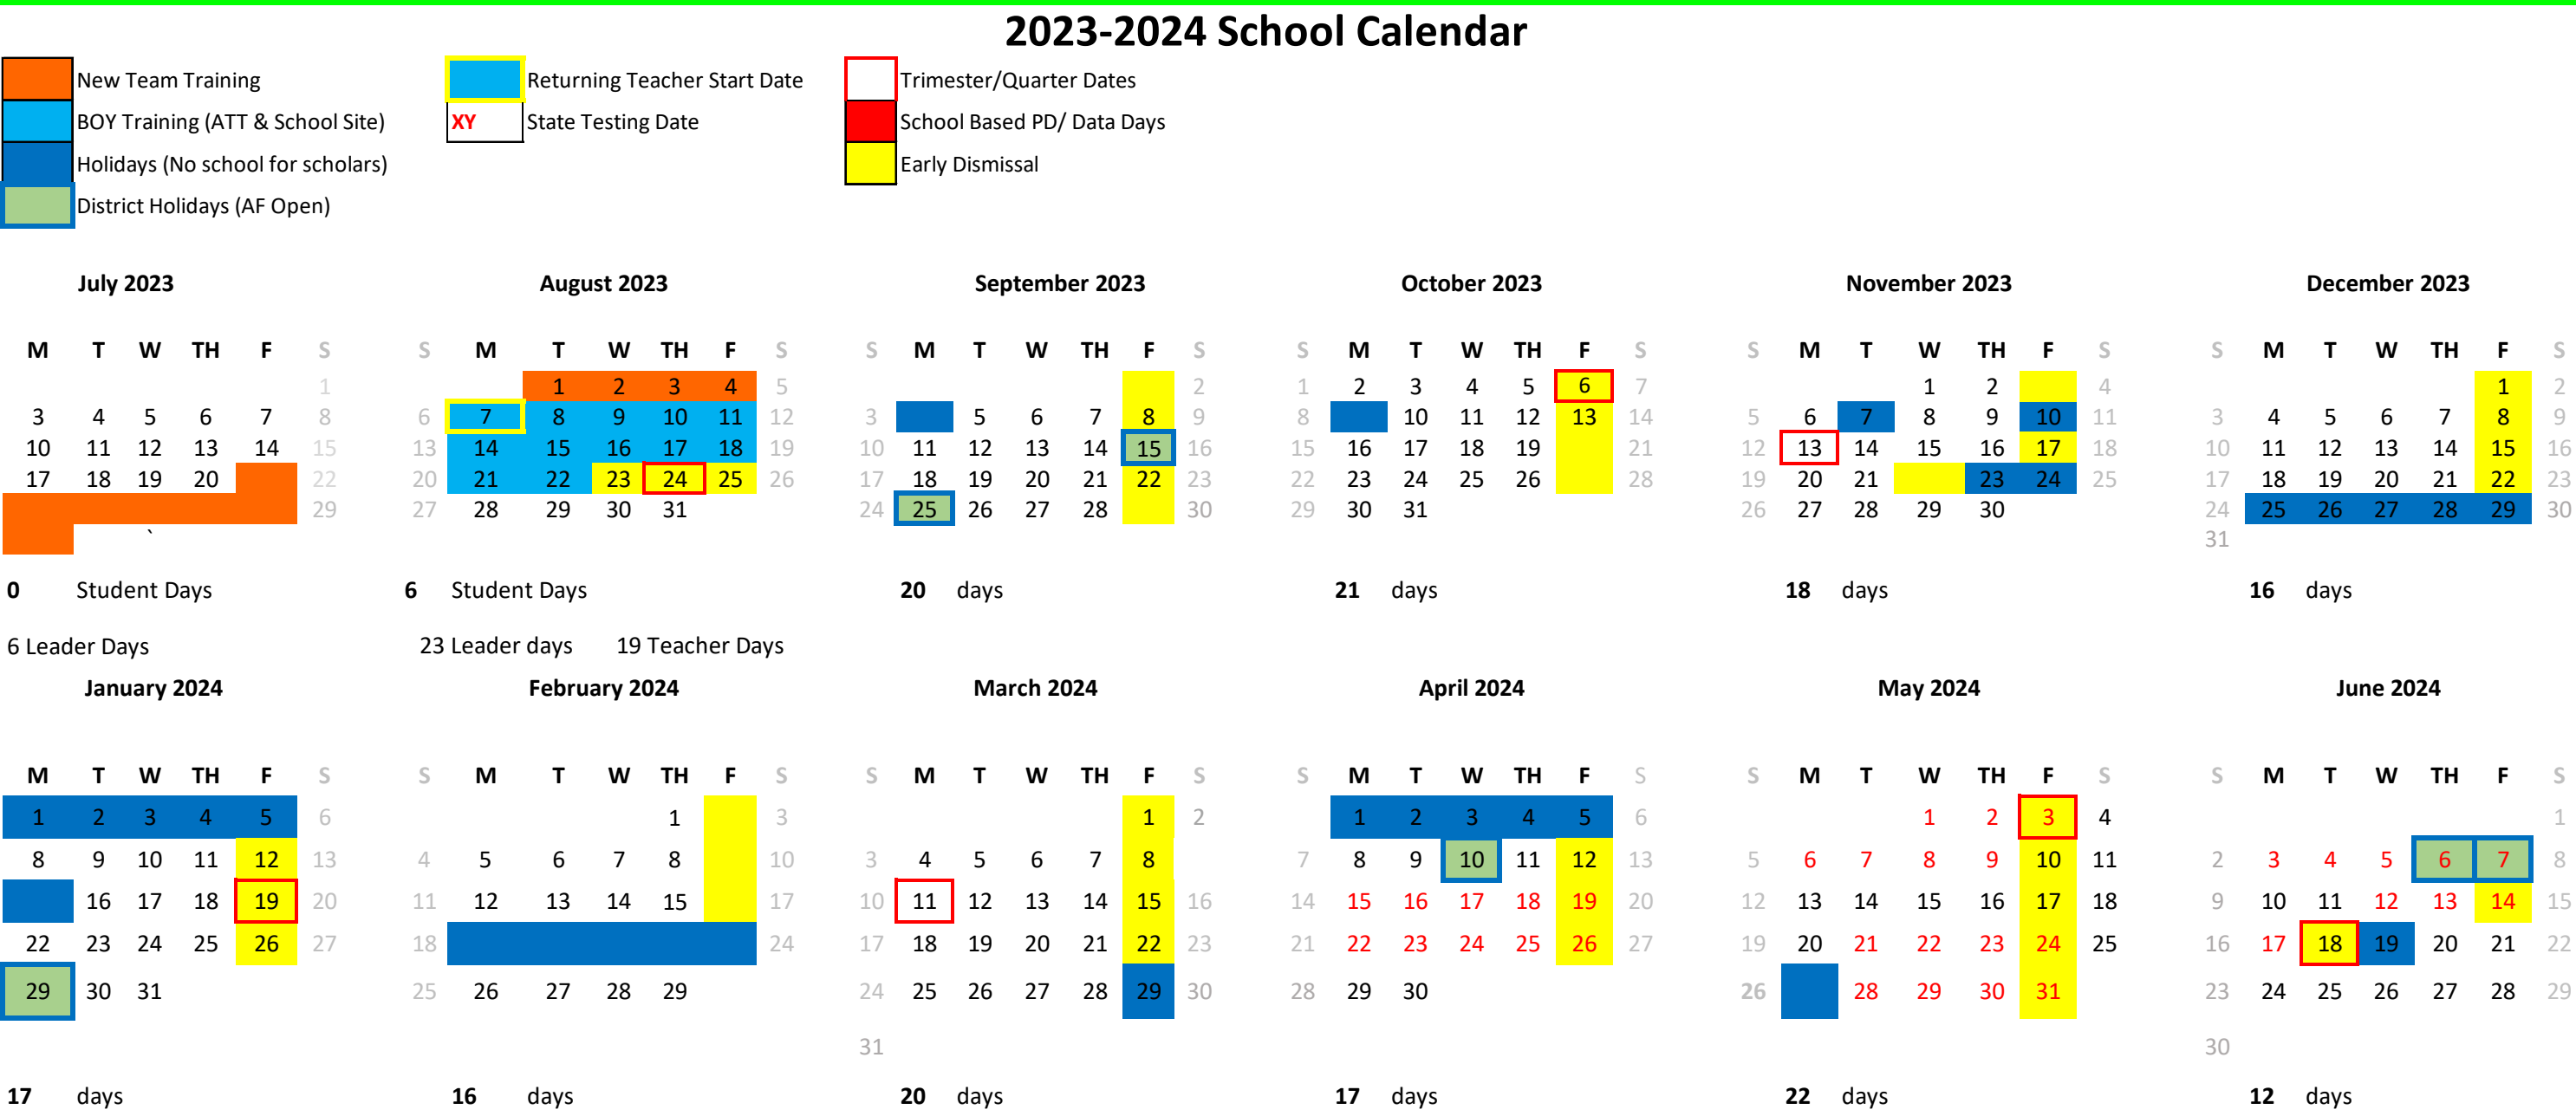 2023-2024 School Calendar
New Team Training Returning Teacher Start Date Trimester/Quarter Dates
BOY Training (ATT & School Site) XY State Testing Date School Based PD/ Data Days
Holidays (No school for scholars) Early Dismissal
District Holidays (AF Open)
July 2023 August 2023 September 2023 October 2023 November 2023 December 2023
M T W TH F S S M T W TH F S S M T W TH F S S M T W TH F S S M T W TH F S S M T W TH F S
1 1 2 3 4 5 2 1 2 3 4 5 6 7 1 2 4 1 2
3 4 5 6 7 8 6 7 8 9 10 11 12 3 5 6 7 8 9 8 10 11 12 13 14 5 6 7 8 9 10 11 3 4 5 6 7 8 9
10 11 12 13 14 15 13 14 15 16 17 18 19 10 11 12 13 14 15 16 15 16 17 18 19 21 12 13 14 15 16 17 18 10 11 12 13 14 15 16
17 18 19 20 22 20 21 22 23 24 25 26 17 18 19 20 21 22 23 22 23 24 25 26 28 19 20 21 23 24 25 17 18 19 20 21 22 23
29 27 28 29 30 31 24 25 26 27 28 30 29 30 31 26 27 28 29 30 24 25 26 27 28 29 30
` 31
0 Student Days 6 Student Days 20 days 21 days 18 days 16 days
6 Leader Days 23 Leader days 19 Teacher Days
January 2024 February 2024 March 2024 April 2024 May 2024 June 2024
M T W TH F S S M T W TH F S S M T W TH F S S M T W TH F S S M T W TH F S S M T W TH F S
1 2 3 4 5 6 1 3 1 2 1 2 3 4 5 6 1 2 3 4 1
8 9 10 11 12 13 4 5 6 7 8 10 3 4 5 6 7 8 9 7 8 9 10 11 12 13 5 6 7 8 9 10 11 2 3 4 5 6 7 8
16 17 18 19 20 11 12 13 14 15 17 10 11 12 13 14 15 16 14 15 16 17 18 19 20 12 13 14 15 16 17 18 9 10 11 12 13 14 15
22 23 24 25 26 27 18 24 17 18 19 20 21 22 23 21 22 23 24 25 26 27 19 20 21 22 23 24 25 16 17 18 19 20 21 22
29 30 31 25 26 27 28 29 24 25 26 27 28 29 30 28 29 30 26 28 29 30 31 23 24 25 26 27 28 29
31 30
17 days 16 days 20 days 17 days 22 days 12 days